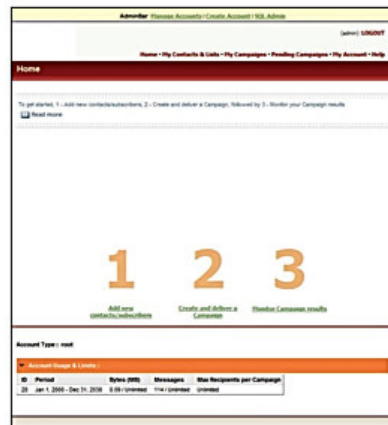 AdminBar Manage Accounts / Create Account / SQL Admin
(admin) LOGOUT
Home • My Contacts & Lists • My Campaigns • Pending Campaigns • My Account • Help
Home
To get started, 1 - Add new contacts/subscribers, 2 - Create and deliver a Campaign, followed by 3 - Monitor your Campaign results
Read more
1 2 3
Add new contacts/subscribers
Create and deliver a Campaign
Monitor Campaign results
Account Type : root
Account Usage & Limits :
ID Period Bytes (MB) Messages Max Recipients per Campaign
Unlimited